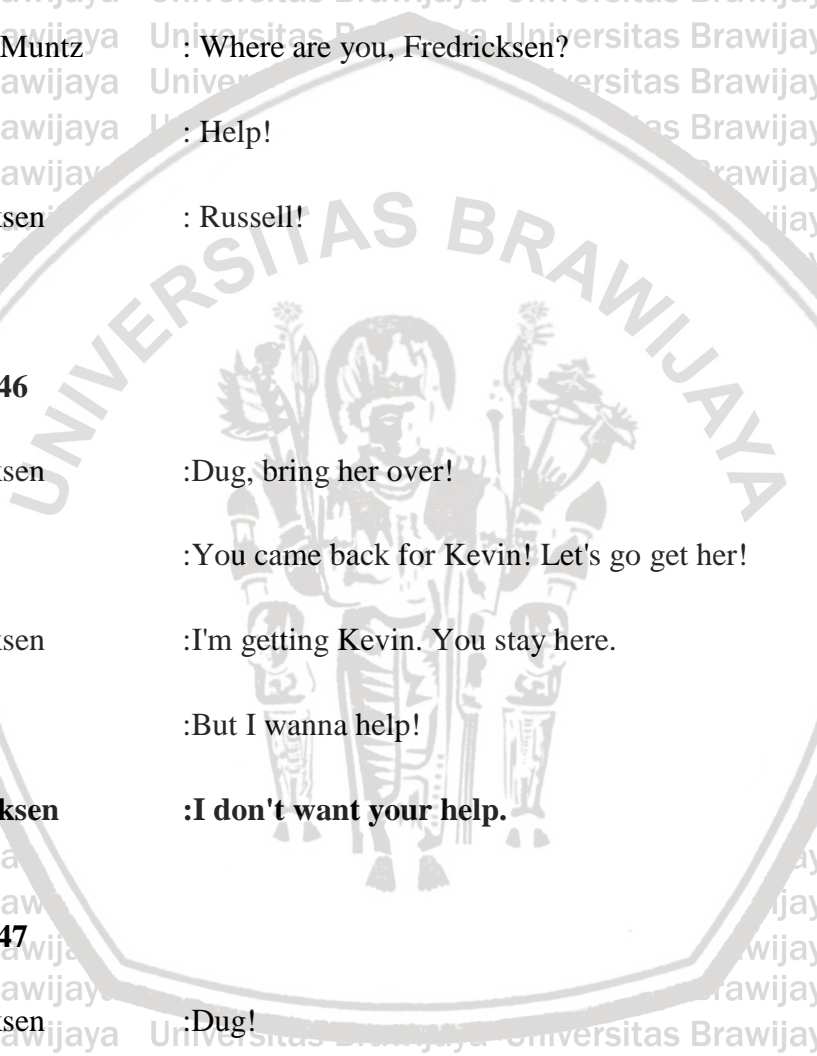 Muntz : Where are you, Fredricksen?
: Help!
ksen : Russell!
46
ksen :Dug, bring her over!
:You came back for Kevin! Let's go get her!
ksen :I'm getting Kevin. You stay here.
:But I wanna help!
ksen :I don't want your help.
47
ksen :Dug!
UNIVERSITAS BRAWIJAYA